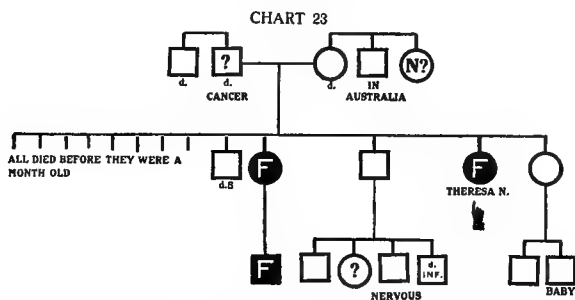 CHART 23
? N?
d. d. d. IN
CANCER AUSTRALIA
ALL DIED BEFORE THEY WERE A
MONTH OLD
d.8 F F
THERESA N.
F ? d.
INF.
NERVOUS BABY